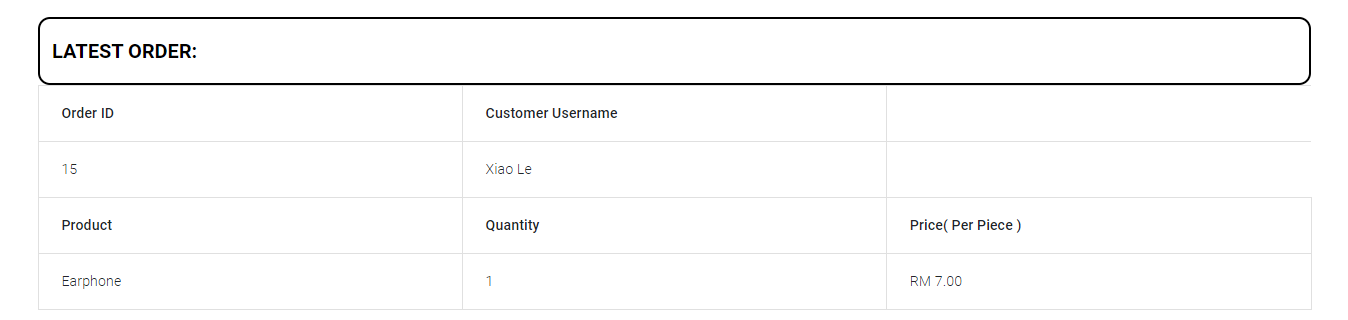 LATEST ORDER:
Order ID Customer Username
15 Xiao Le
Product Quantity Price( Per Piece )
Earphone 1 RM 7.00